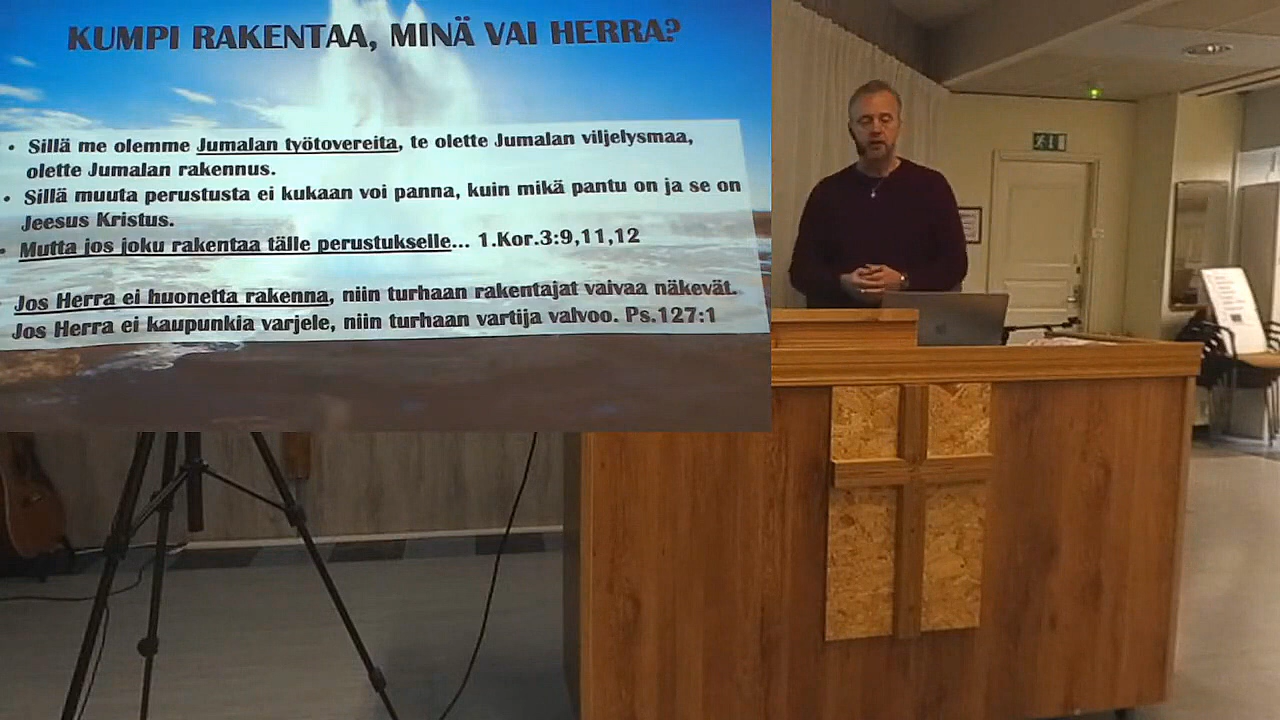 KUMPI RAKENTAA, MINÄ VAI HERRA?
• Sillä me olemme Jumalan työtovereita, te olette Jumalan viljelysmaa,
olette Jumalan rakennus.
• Sillä muuta perustusta ei kukaan voi panna, kuin mikä pantu on ja se on
Jeesus Kristus.
• Mutta jos joku rakentaa tälle perustukselle... 1.Kor.3:9,11,12
Jos Herra ei huonetta rakenna, niin turhaan rakentajat vaivaa näkevät.
Jos Herra ei kaupunkia varjele, niin turhaan vartija valvoo. Ps.127:1